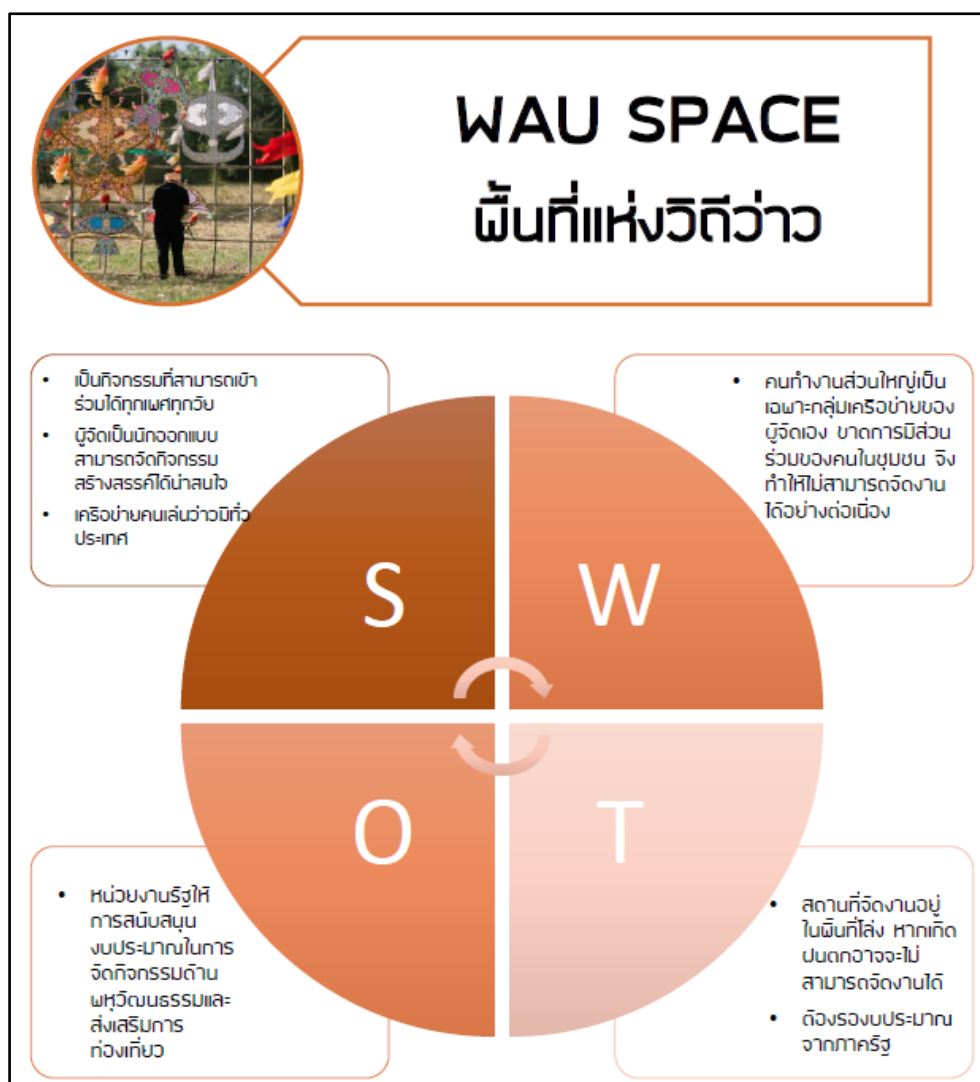 WAU SPACE
พื้นที่แห่งวิถีว่าว
• เป็นกิจกรรมที่สามารถเข้า
ร่วมได้ทุกเพศทุกวัย
• ผู้จัดเป็นนักออกแบบ
สามารถจัดกิจกรรม
สร้างสรรค์ได้น่าสนใจ
• เครือข่ายคนเล่นว่าวมีทั่ว
ประเทศ
• คนทำงานส่วนใหญ่เป็น
เฉพาะกลุ่มเครือข่ายของ
ผู้จัดเอง ขาดการมีส่วน
ร่วมของคนในชุมชน จึง
ทำให้ไม่สามารถจัดงาน
ได้อย่างต่อเนื่อง
S
W
O
T
• หน่วยงานรัฐให้
การสนับสนุน
งบประมาณในการ
จัดกิจกรรมด้าน
พหุวัฒนธรรมและ
ส่งเสริมการ
ท่องเที่ยว
• สถานที่จัดงานอยู่
ในพื้นที่โล่ง หากเกิด
ฝนตกอาจจะไม่
สามารถจัดงานได้
• ต้องรองบประมาณ
จากภาครัฐ